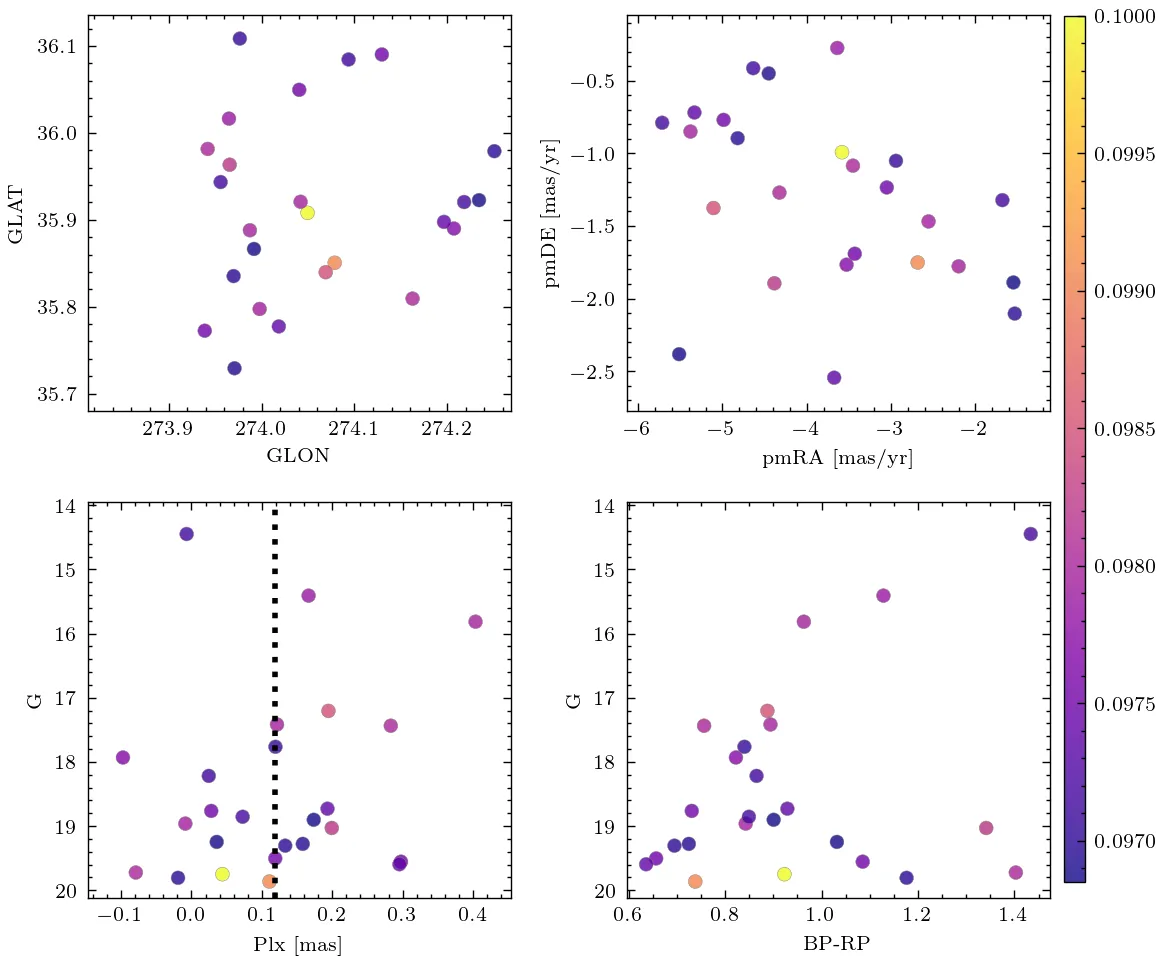 36.1
36.0
35.9
35.8
35.7
GLAT
273.9 274.0 274.1 274.2
GLON
−0.5
−1.0
−1.5
−2.0
−2.5
pmDE [mas/yr]
−6 −5 −4 −3 −2
pmRA [mas/yr]
14
15
16
17
18
19
20
G
−0.1 0.0 0.1 0.2 0.3 0.4
Plx [mas]
14
15
16
17
18
19
20
G
0.6 0.8 1.0 1.2 1.4
BP-RP
0.1000
0.0995
0.0990
0.0985
0.0980
0.0975
0.0970